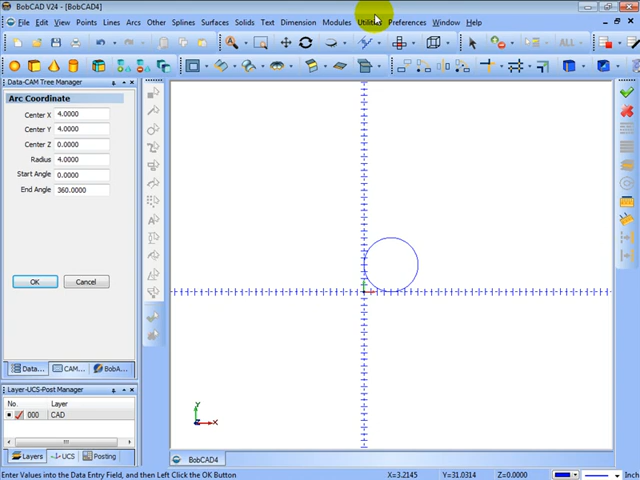 BobCAD V24 - [BobCAD4]
File Edit View Points Lines Arcs Other Splines Surfaces Solids Text Dimension Modules Utilities Preferences Window Help
ALL
Data-CAM Tree Manager
Arc Coordinate
Center X 4.0000
Center Y 4.0000
Center Z 0.0000
Radius 4.0000
Start Angle 0.0000
End Angle 360.0000
OK Cancel
Data... CAM... BobA...
Layer-UCS-Post Manager
No. Layer
000 CAD
Layers UCS Posting
Y
Z X
BobCAD4
Enter Values into the Data Entry Field, and then Left Click the OK Button X=3.2145 Y=31.0314 Z=0.0000 Inch